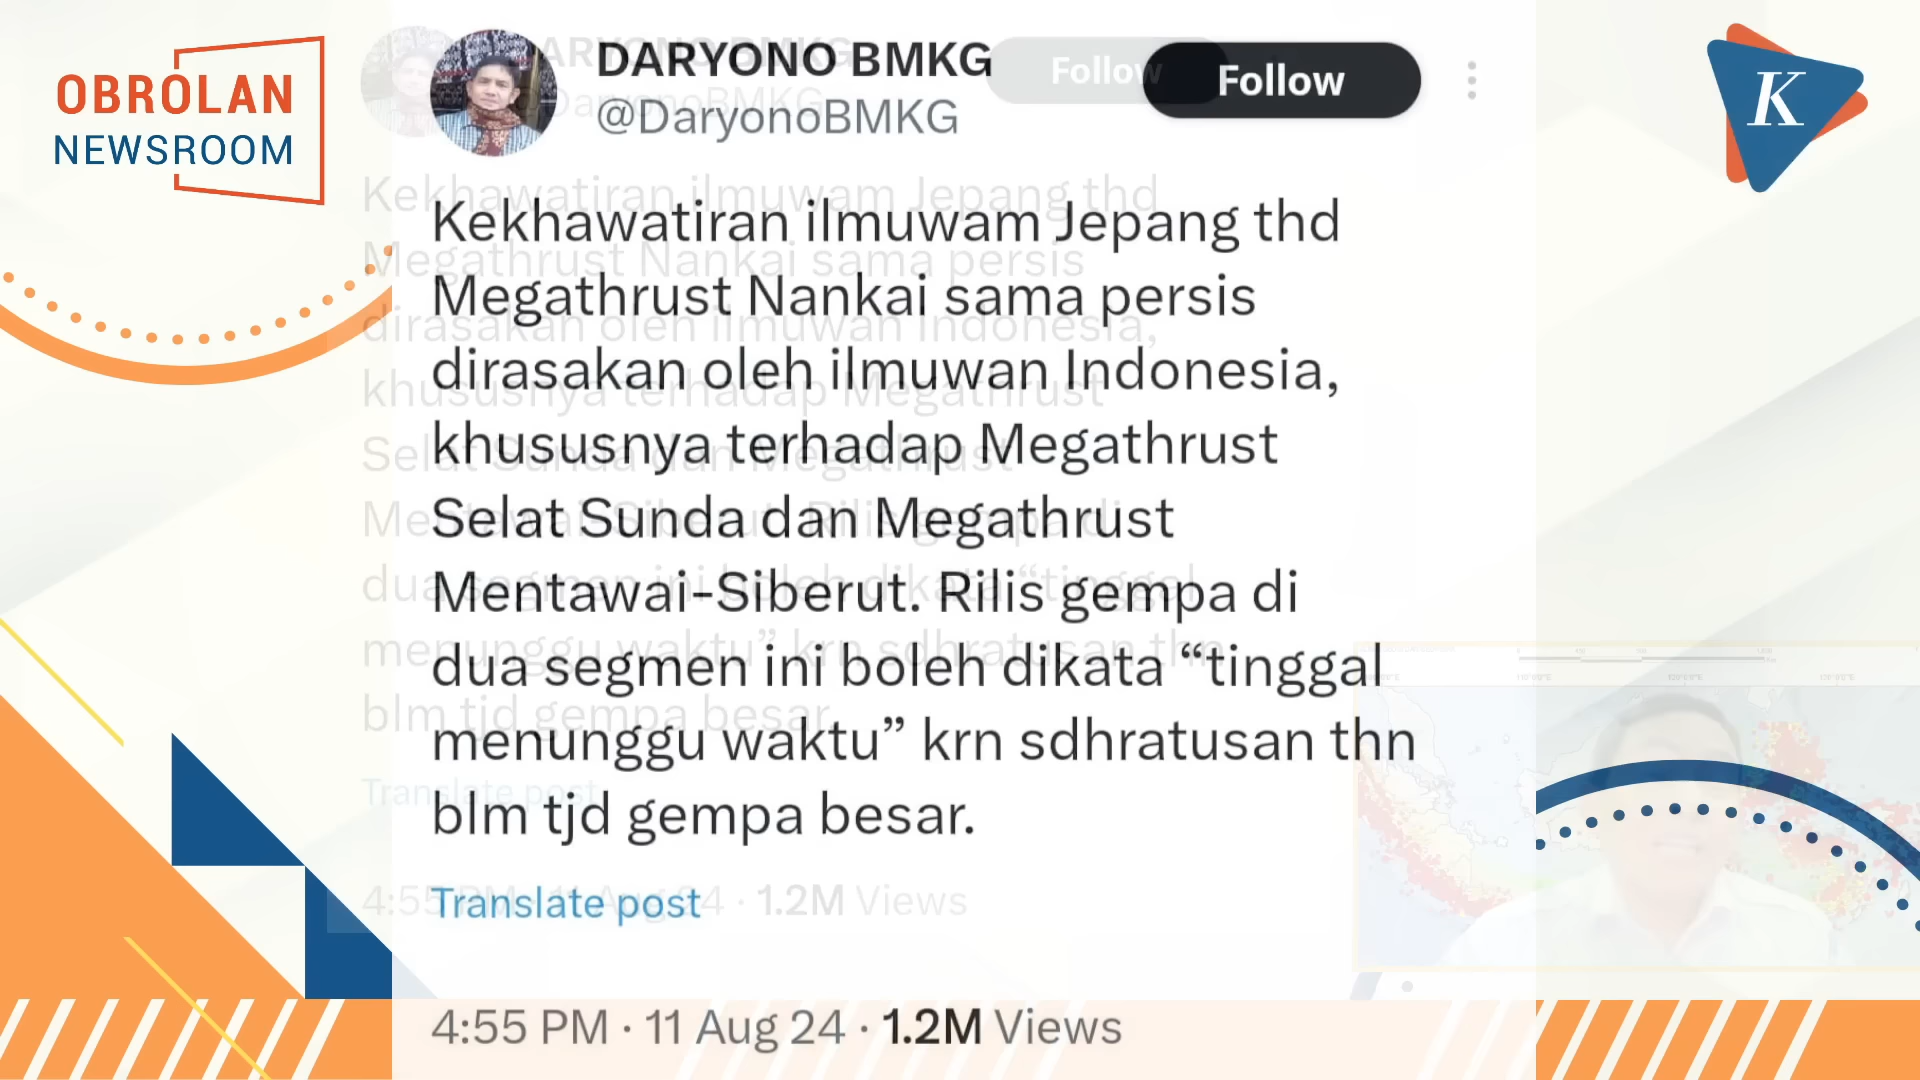 OBROLAN
NEWSROOM
K
DARYONO BMKG
@DaryonoBMKG
Follow
Follow
Kekhawatiran ilmuwam Jepang thd
Megathrust Nankai sama persis
dirasakan oleh ilmuwan Indonesia,
khususnya terhadap Megathrust
Selat Sunda dan Megathrust
Mentawai-Siberut. Rilis gempa di
dua segmen ini boleh dikata “tinggal
menunggu waktu” krn sdhratusan thn
blm tjd gempa besar.
Translate post
4:55 PM · 11 Aug 24 · 1.2M Views